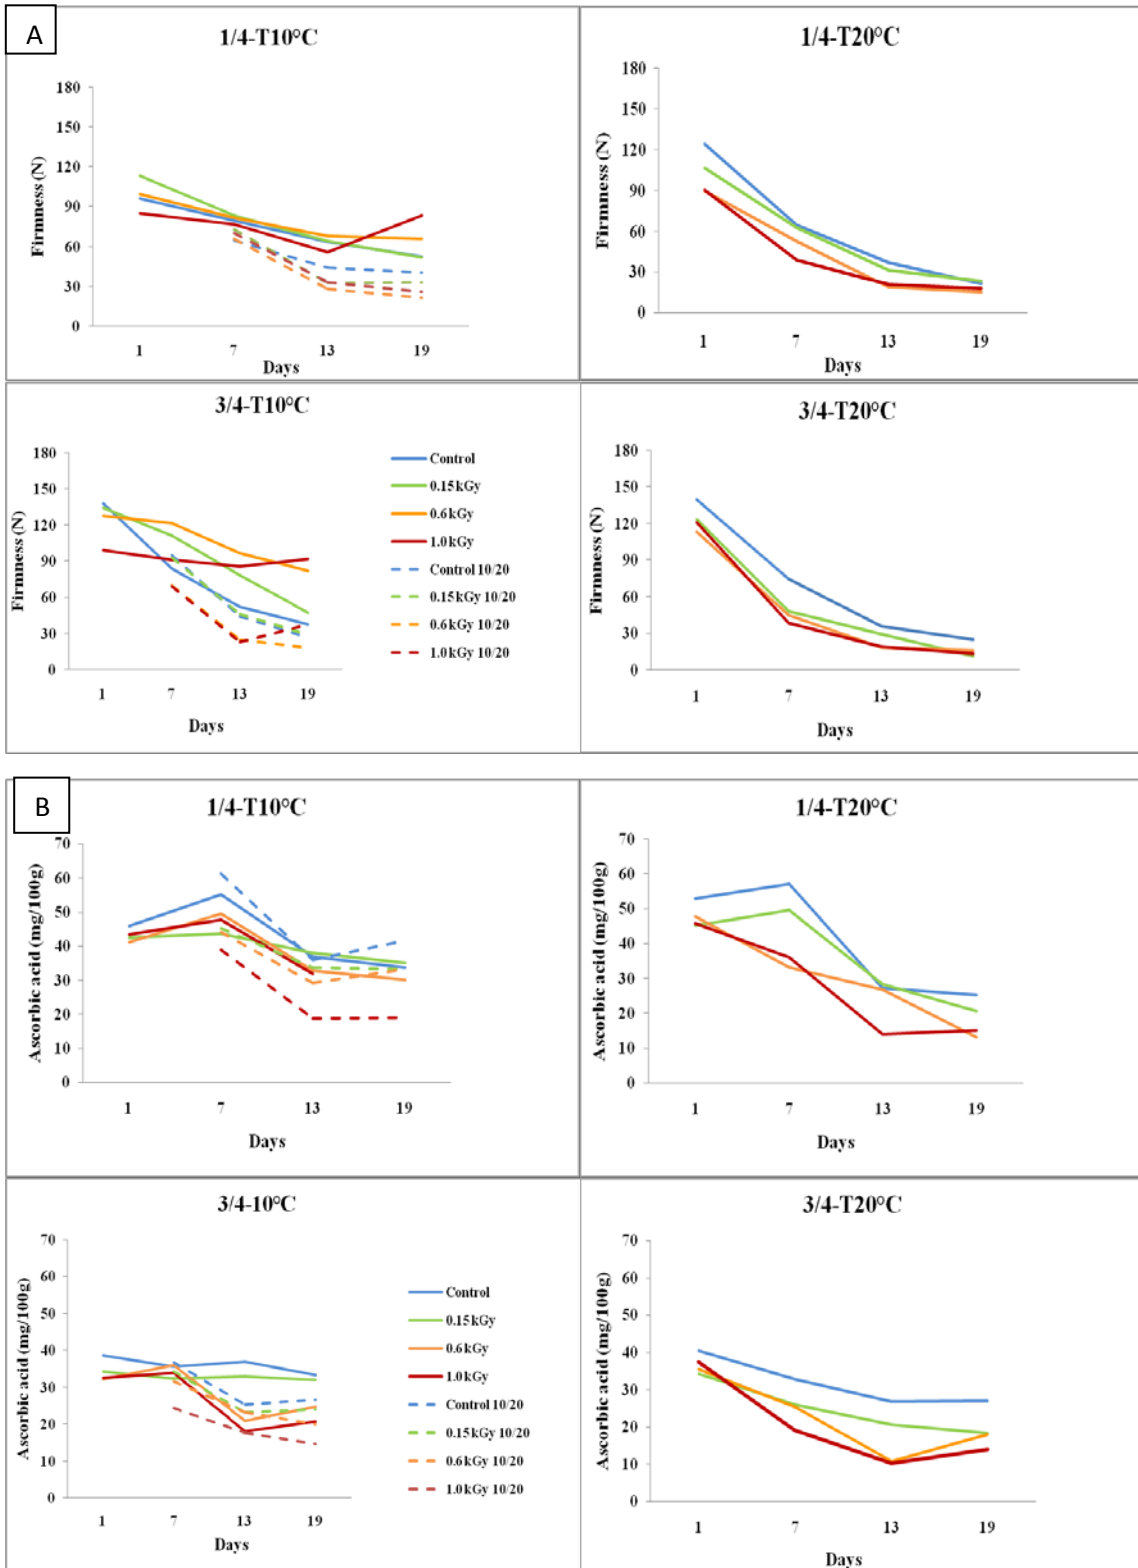 A
1/4-T10°C
180
150
120
90
60
30
0
Firmness (N)
1 7 13 19
Days
1/4-T20°C
180
150
120
90
60
30
0
Firmness (N)
1 7 13 19
Days
3/4-T10°C
180
150
120
90
60
30
0
Firmness (N)
1 7 13 19
Days
Control
0.15kGy
0.6kGy
1.0kGy
Control 10/20
0.15kGy 10/20
0.6kGy 10/20
1.0kGy 10/20
3/4-T20°C
180
150
120
90
60
30
0
Firmness (N)
1 7 13 19
Days
B
1/4-T10°C
70
60
50
40
30
20
10
0
Ascorbic acid (mg/100g)
1 7 13 19
Days
1/4-T20°C
70
60
50
40
30
20
10
0
Ascorbic acid (mg/100g)
1 7 13 19
Days
3/4-10°C
70
60
50
40
30
20
10
0
Ascorbic acid (mg/100g)
1 7 13 19
Days
Control
0.15kGy
0.6kGy
1.0kGy
Control 10/20
0.15kGy 10/20
0.6kGy 10/20
1.0kGy 10/20
3/4-T20°C
70
60
50
40
30
20
10
0
Ascorbic acid (mg/100g)
1 7 13 19
Days